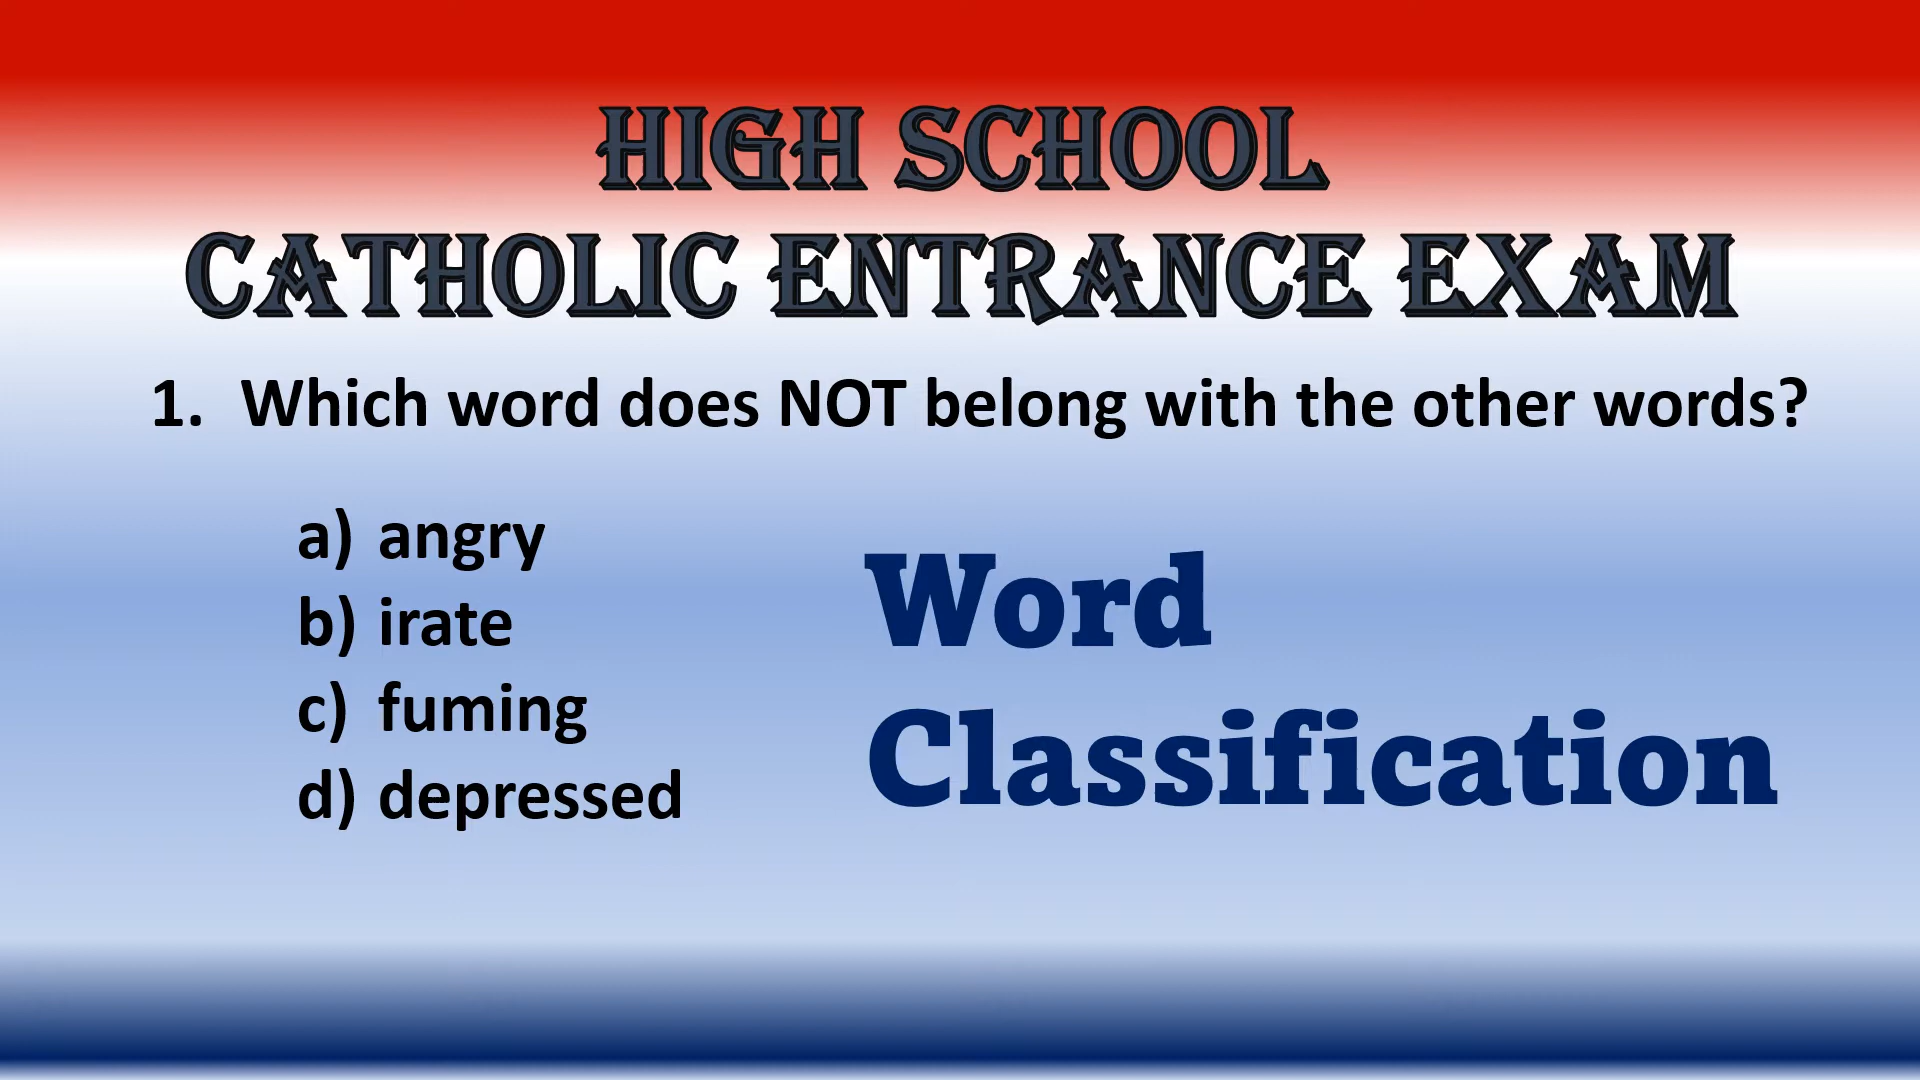 HIGH SCHOOL
CATHOLIC ENTRANCE EXAM
1. Which word does NOT belong with the other words?
a) angry
b) irate
c) fuming
d) depressed
Word
Classification